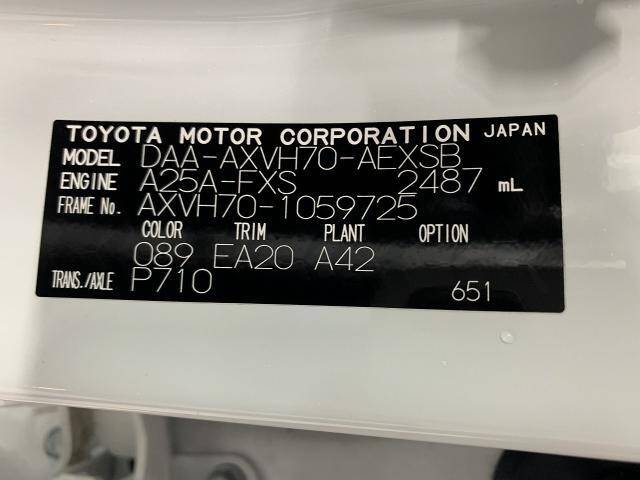 TOYOTA MOTOR CORPORATION JAPAN
MODEL DAA-AXVH70-AEXSB
ENGINE A25A-FXS 2487 mL
FRAME No. AXVH70-1059725
COLOR TRIM PLANT OPTION
089 EA20 A42
TRANS./AXLE P710 651